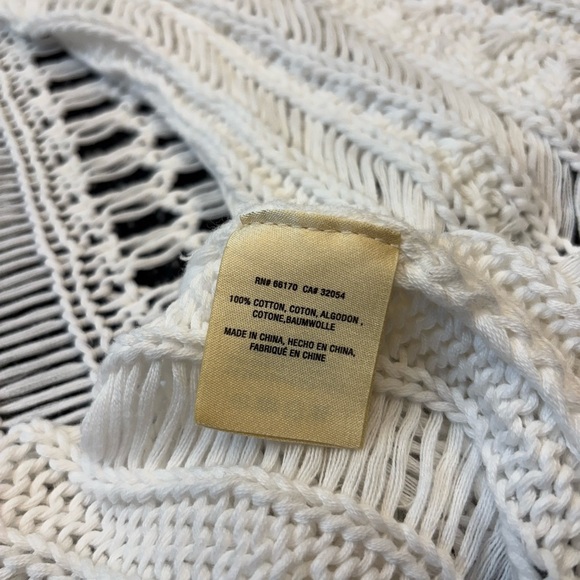 RN# 66170 CA# 32054
100% COTTON, COTON, ALGODON ,
COTONE,BAUMWOLLE
MADE IN CHINA, HECHO EN CHINA,
FABRIQUÉ EN CHINE